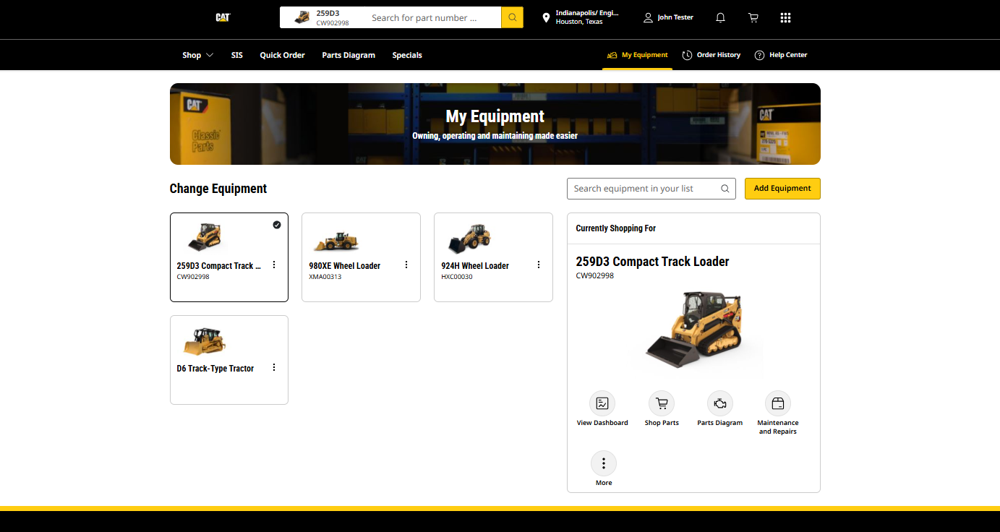 CAT
259D3
CW902998
Search for part number ...
Indianapolis/ Engi...
Houston, Texas
John Tester
Shop
SIS
Quick Order
Parts Diagram
Specials
My Equipment
Order History
Help Center
CAT
Classic
Parts
My Equipment
Owning, operating and maintaining made easier
CAT
CAT
Change Equipment
Search equipment in your list
Add Equipment
259D3 Compact Track ...
CW902998
980XE Wheel Loader
XMA00313
924H Wheel Loader
HXC00030
D6 Track-Type Tractor
Currently Shopping For
259D3 Compact Track Loader
CW902998
View Dashboard
Shop Parts
Parts Diagram
Maintenance
and Repairs
More